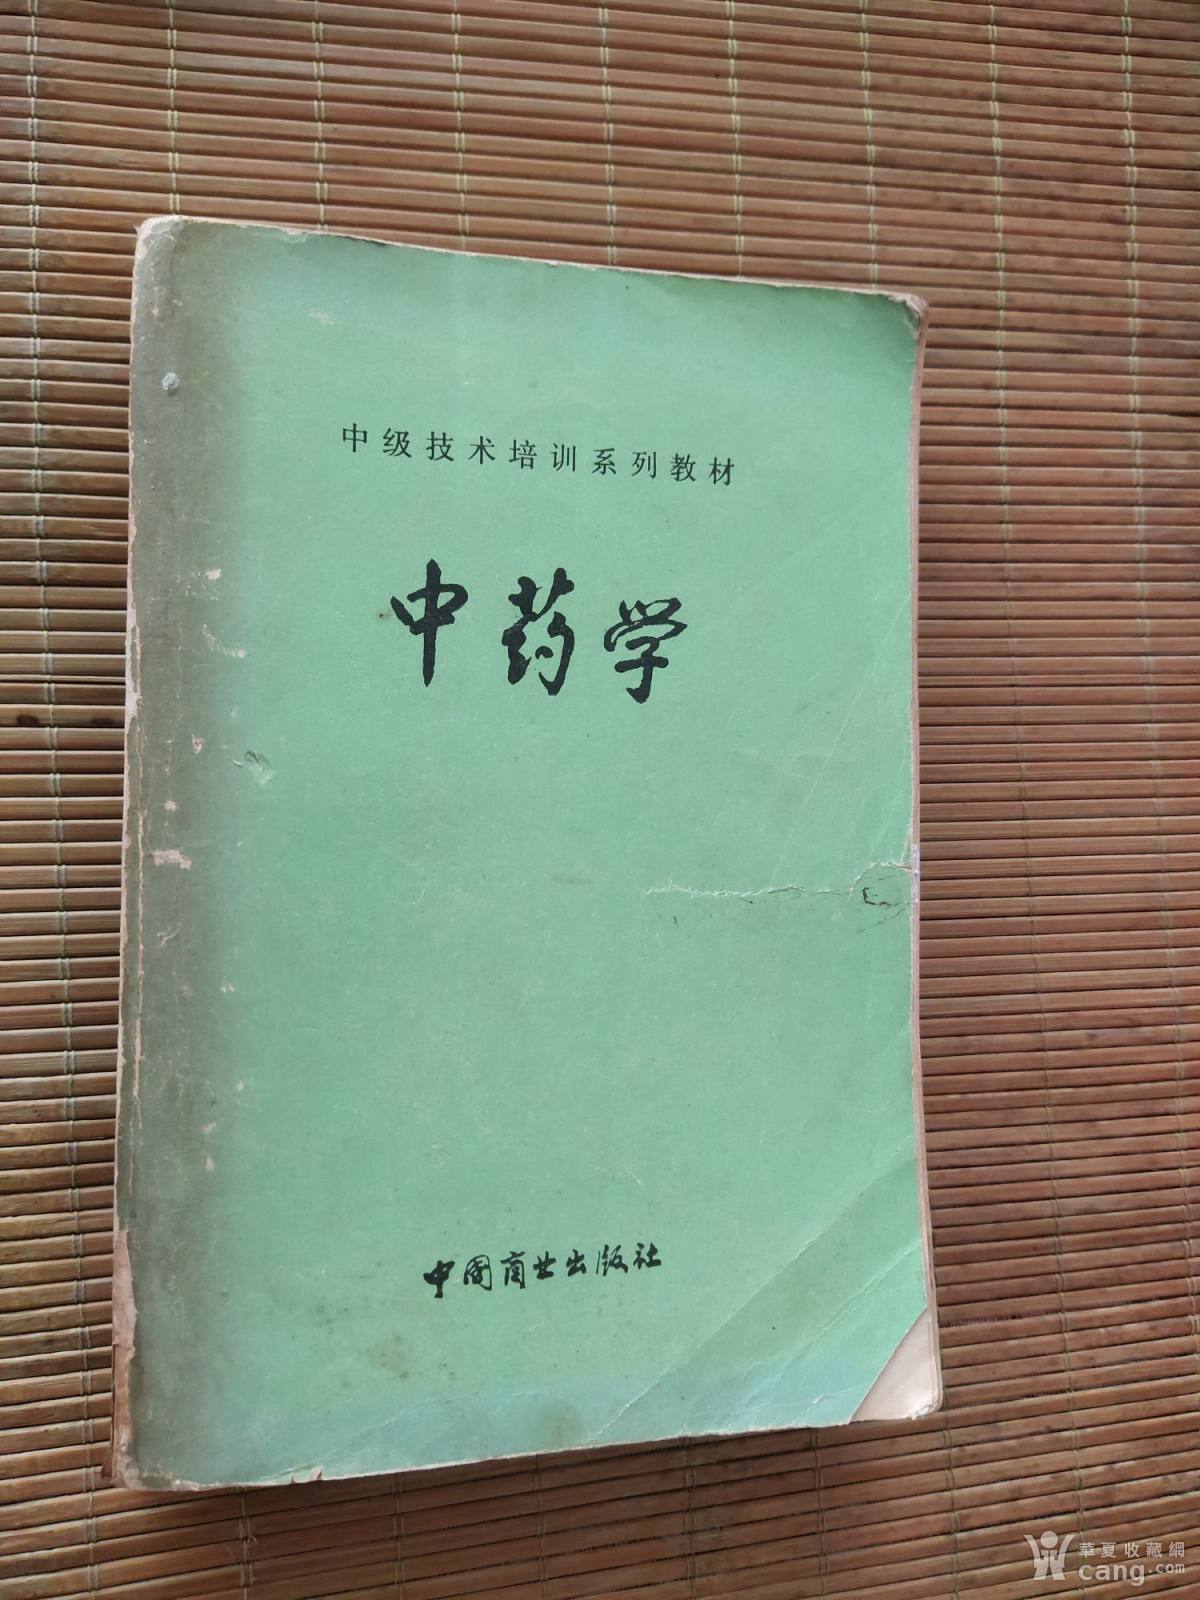 中级技术培训系列教材
中药学
中国商业出版社
華夏收藏網
cang.com